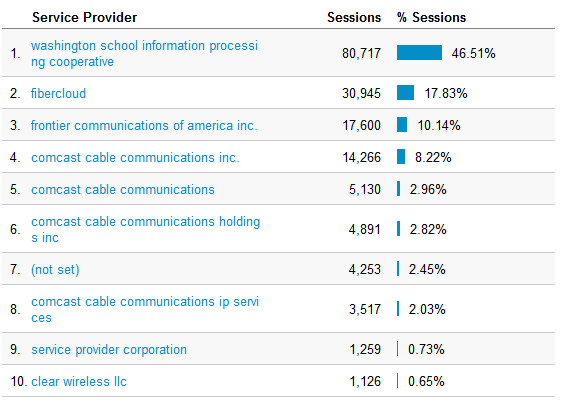 Service Provider Sessions % Sessions
1. washington school information processi 80,717 46.51%
ng cooperative
2. fibercloud 30,945 17.83%
3. frontier communications of america inc. 17,600 10.14%
4. comcast cable communications inc. 14,266 8.22%
5. comcast cable communications 5,130 2.96%
6. comcast cable communications holding 4,891 2.82%
s inc
7. (not set) 4,253 2.45%
8. comcast cable communications ip servi 3,517 2.03%
ces
9. service provider corporation 1,259 0.73%
10. clear wireless llc 1,126 0.65%